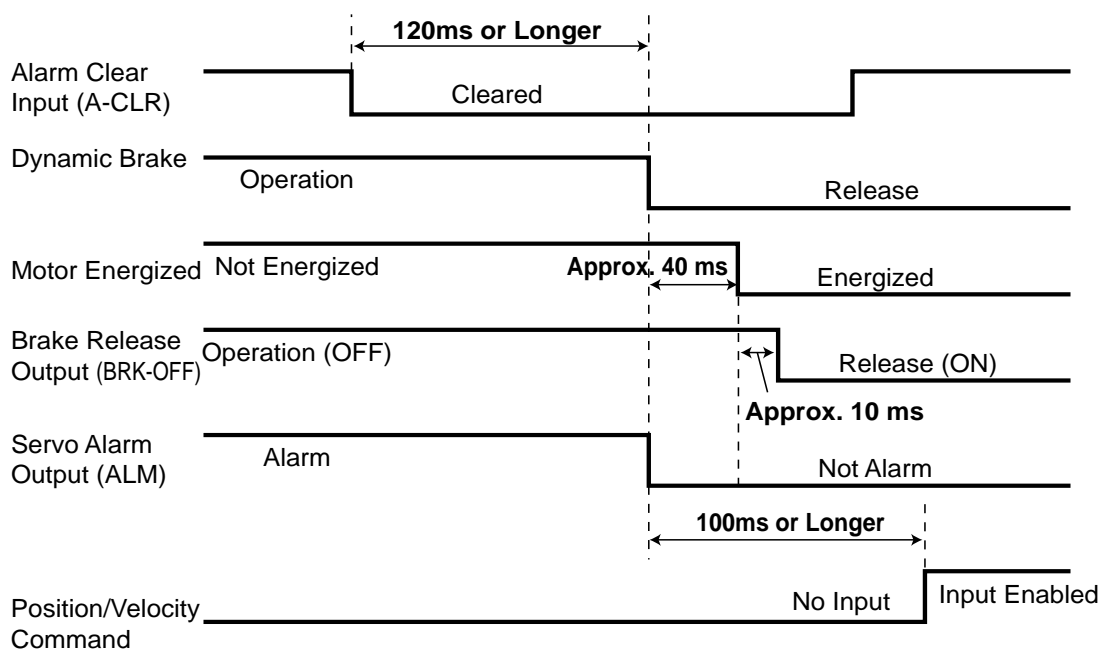 120ms or Longer
Alarm Clear
Input (A-CLR)
Cleared
Dynamic Brake
Operation
Release
Motor Energized
Not Energized
Approx. 40 ms
Energized
Brake Release
Output (BRK-OFF)
Operation (OFF)
Release (ON)
Approx. 10 ms
Servo Alarm
Output (ALM)
Alarm
Not Alarm
100ms or Longer
Position/Velocity
Command
No Input
Input Enabled